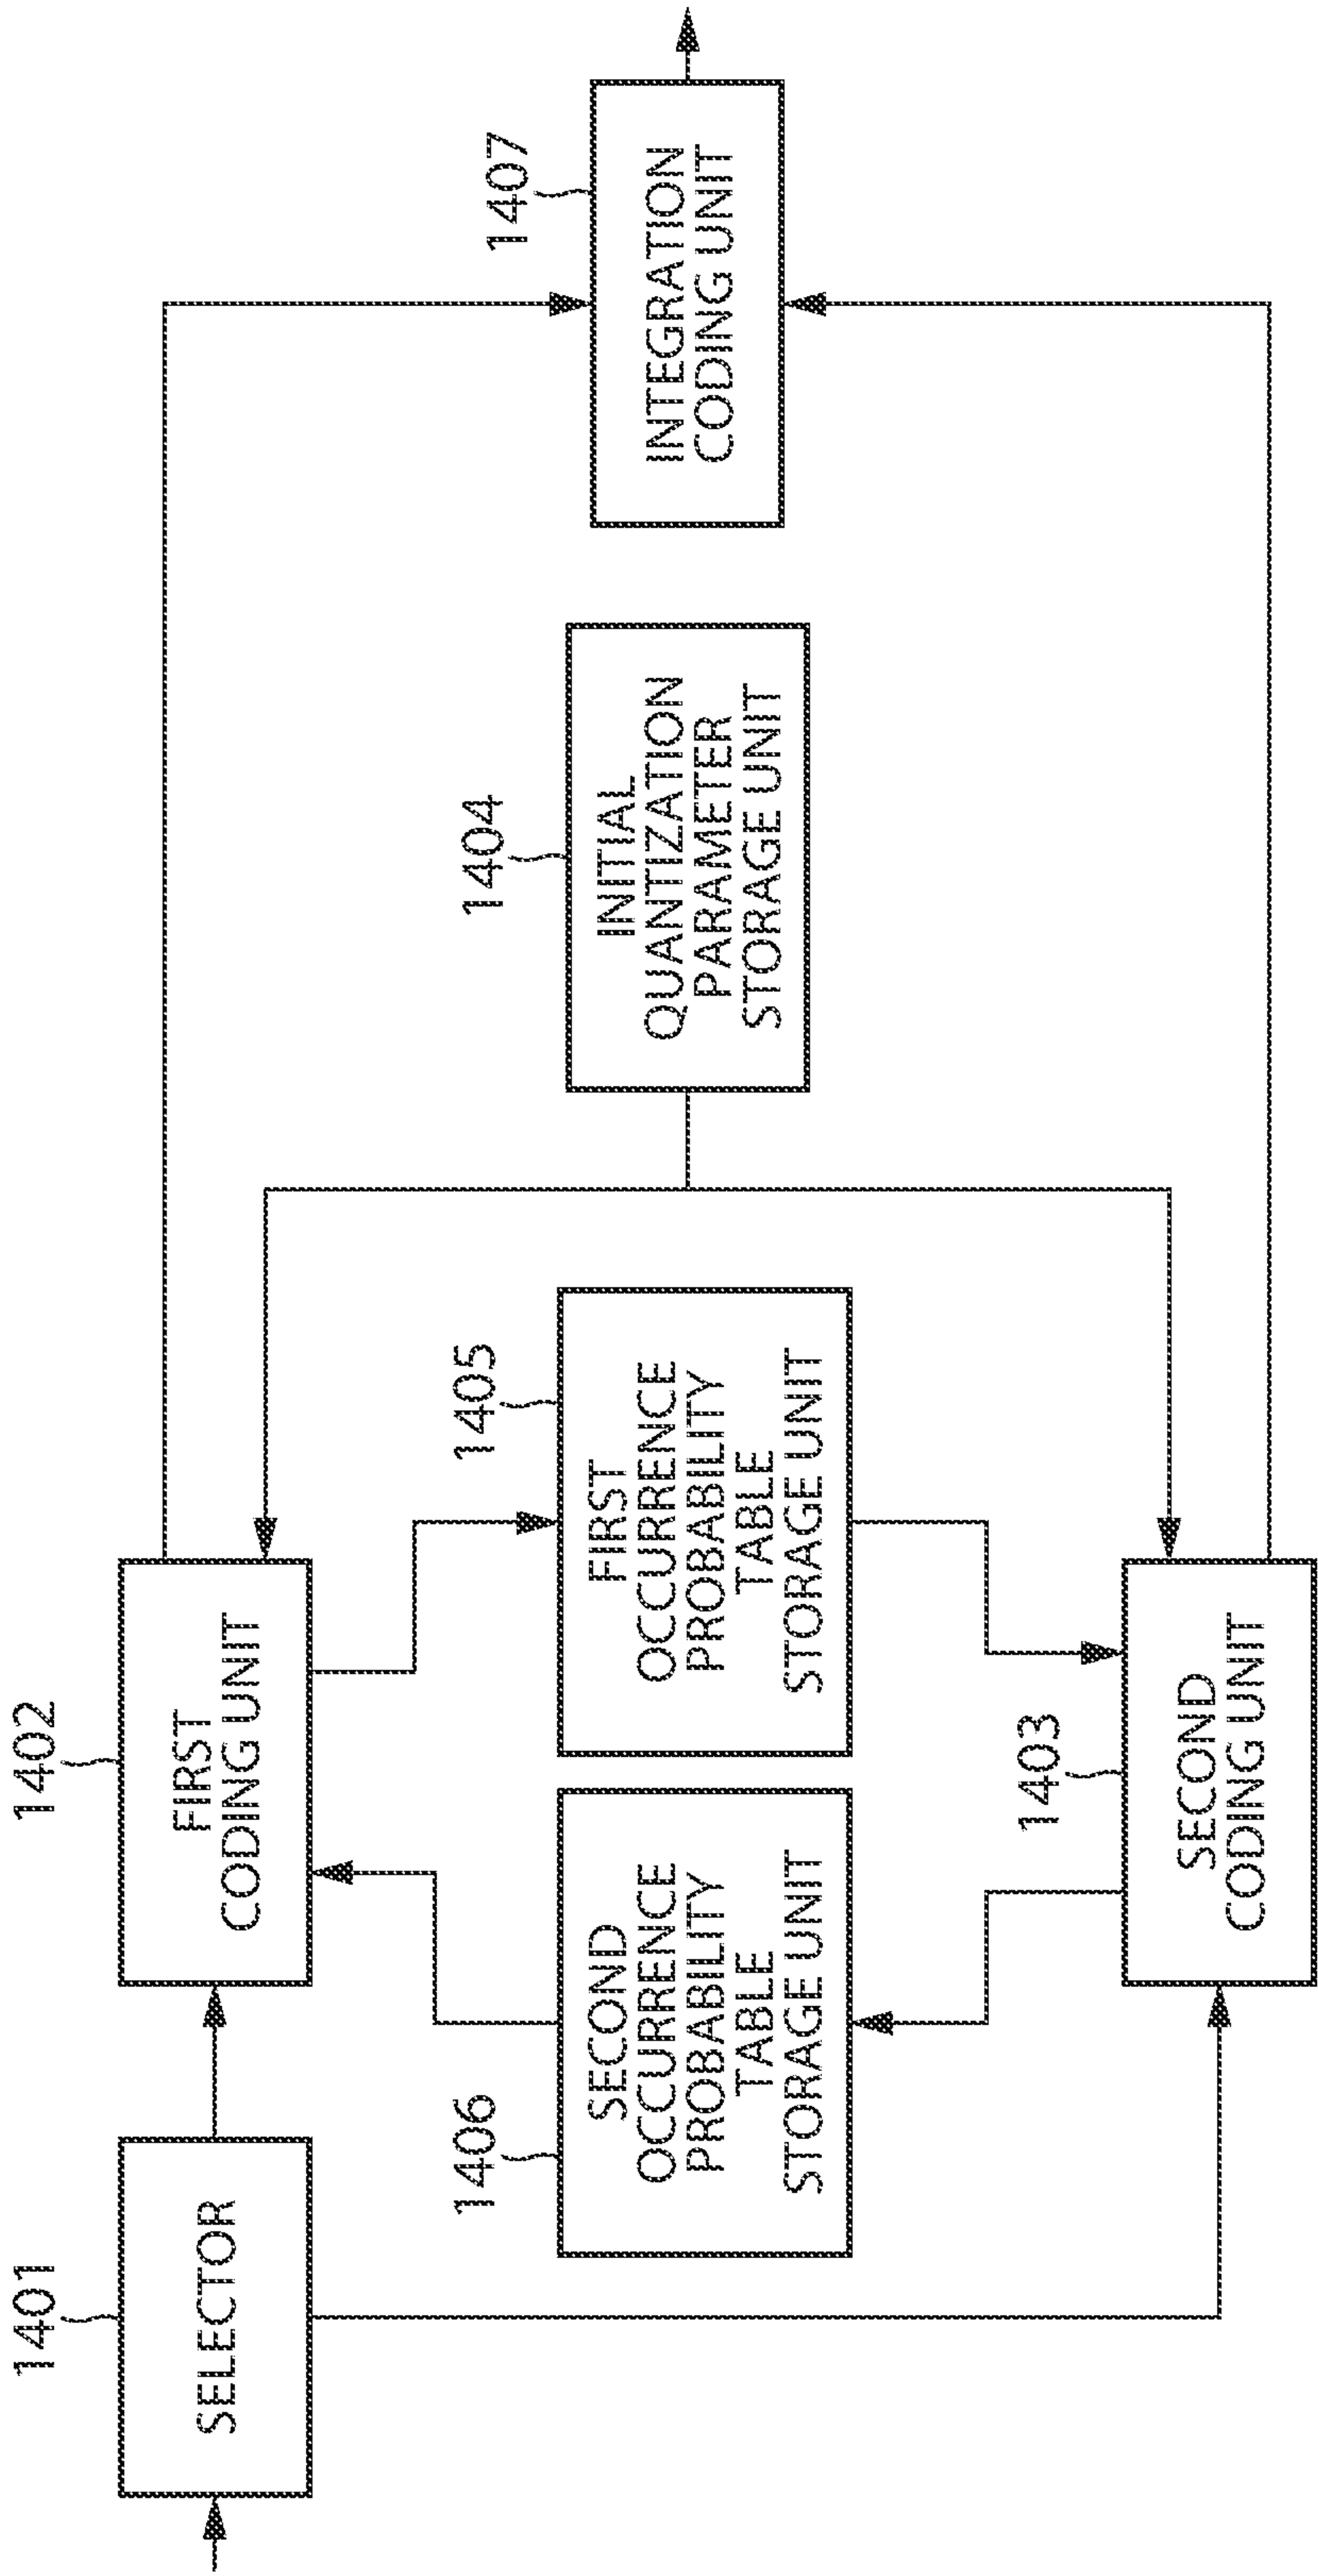 1401
SELECTOR
1402
FIRST
CODING UNIT
1406
SECOND
OCCURRENCE
PROBABILITY
TABLE
STORAGE UNIT
1405
FIRST
OCCURRENCE
PROBABILITY
TABLE
STORAGE UNIT
1403
SECOND
CODING UNIT
1404
INITIAL
QUANTIZATION
PARAMETER
STORAGE UNIT
1407
INTEGRATION
CODING UNIT